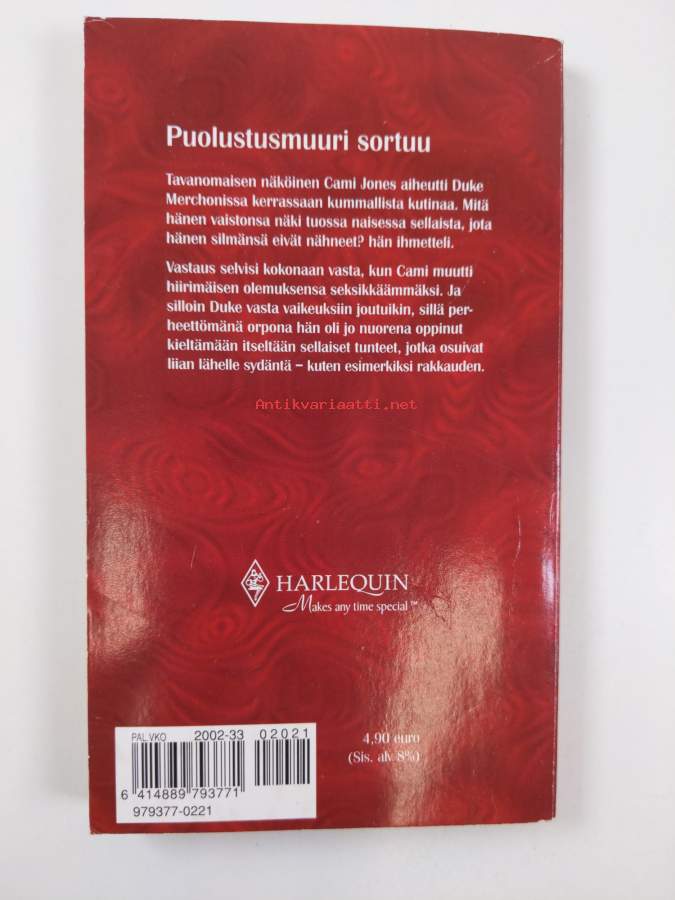 Puolustusmuuri sortuu
Tavanomaisen näköinen Cami Jones aiheutti Duke
Merchonissa kerrassaan kummallista kutinaa. Mitä
hänen vaistonsa näki tuossa naisessa sellaista, jota
hänen silmänsä eivät nähneet? hän ihmetteli.
Vastaus selvisi kokonaan vasta, kun Cami muutti
hiirimäisen olemuksensa seksikkäämmäksi. Ja
silloin Duke vasta vaikeuksiin joutuikin, sillä per-
heettömänä orpona hän oli jo nuorena oppinut
kieltämään itseltään sellaiset tunteet, jotka osuivat
liian lähelle sydäntä – kuten esimerkiksi rakkauden.
Antikvariaatti.net
HARLEQUIN
Makes any time special ™
PAL.VKO 2002-33 02021
6 414889 793771
979377-0221
4,90 euro
(Sis. alv. 8%)